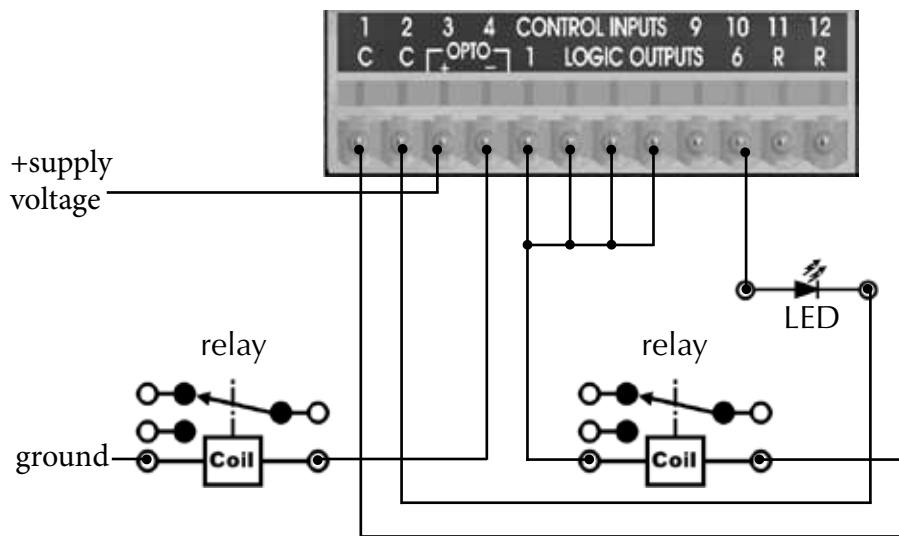 1 2 3 4 CONTROL INPUTS 9 10 11 12
C C OPTO 1 LOGIC OUTPUTS 6 R R
+ –
+supply
voltage
LED
relay
relay
ground
Coil
Coil